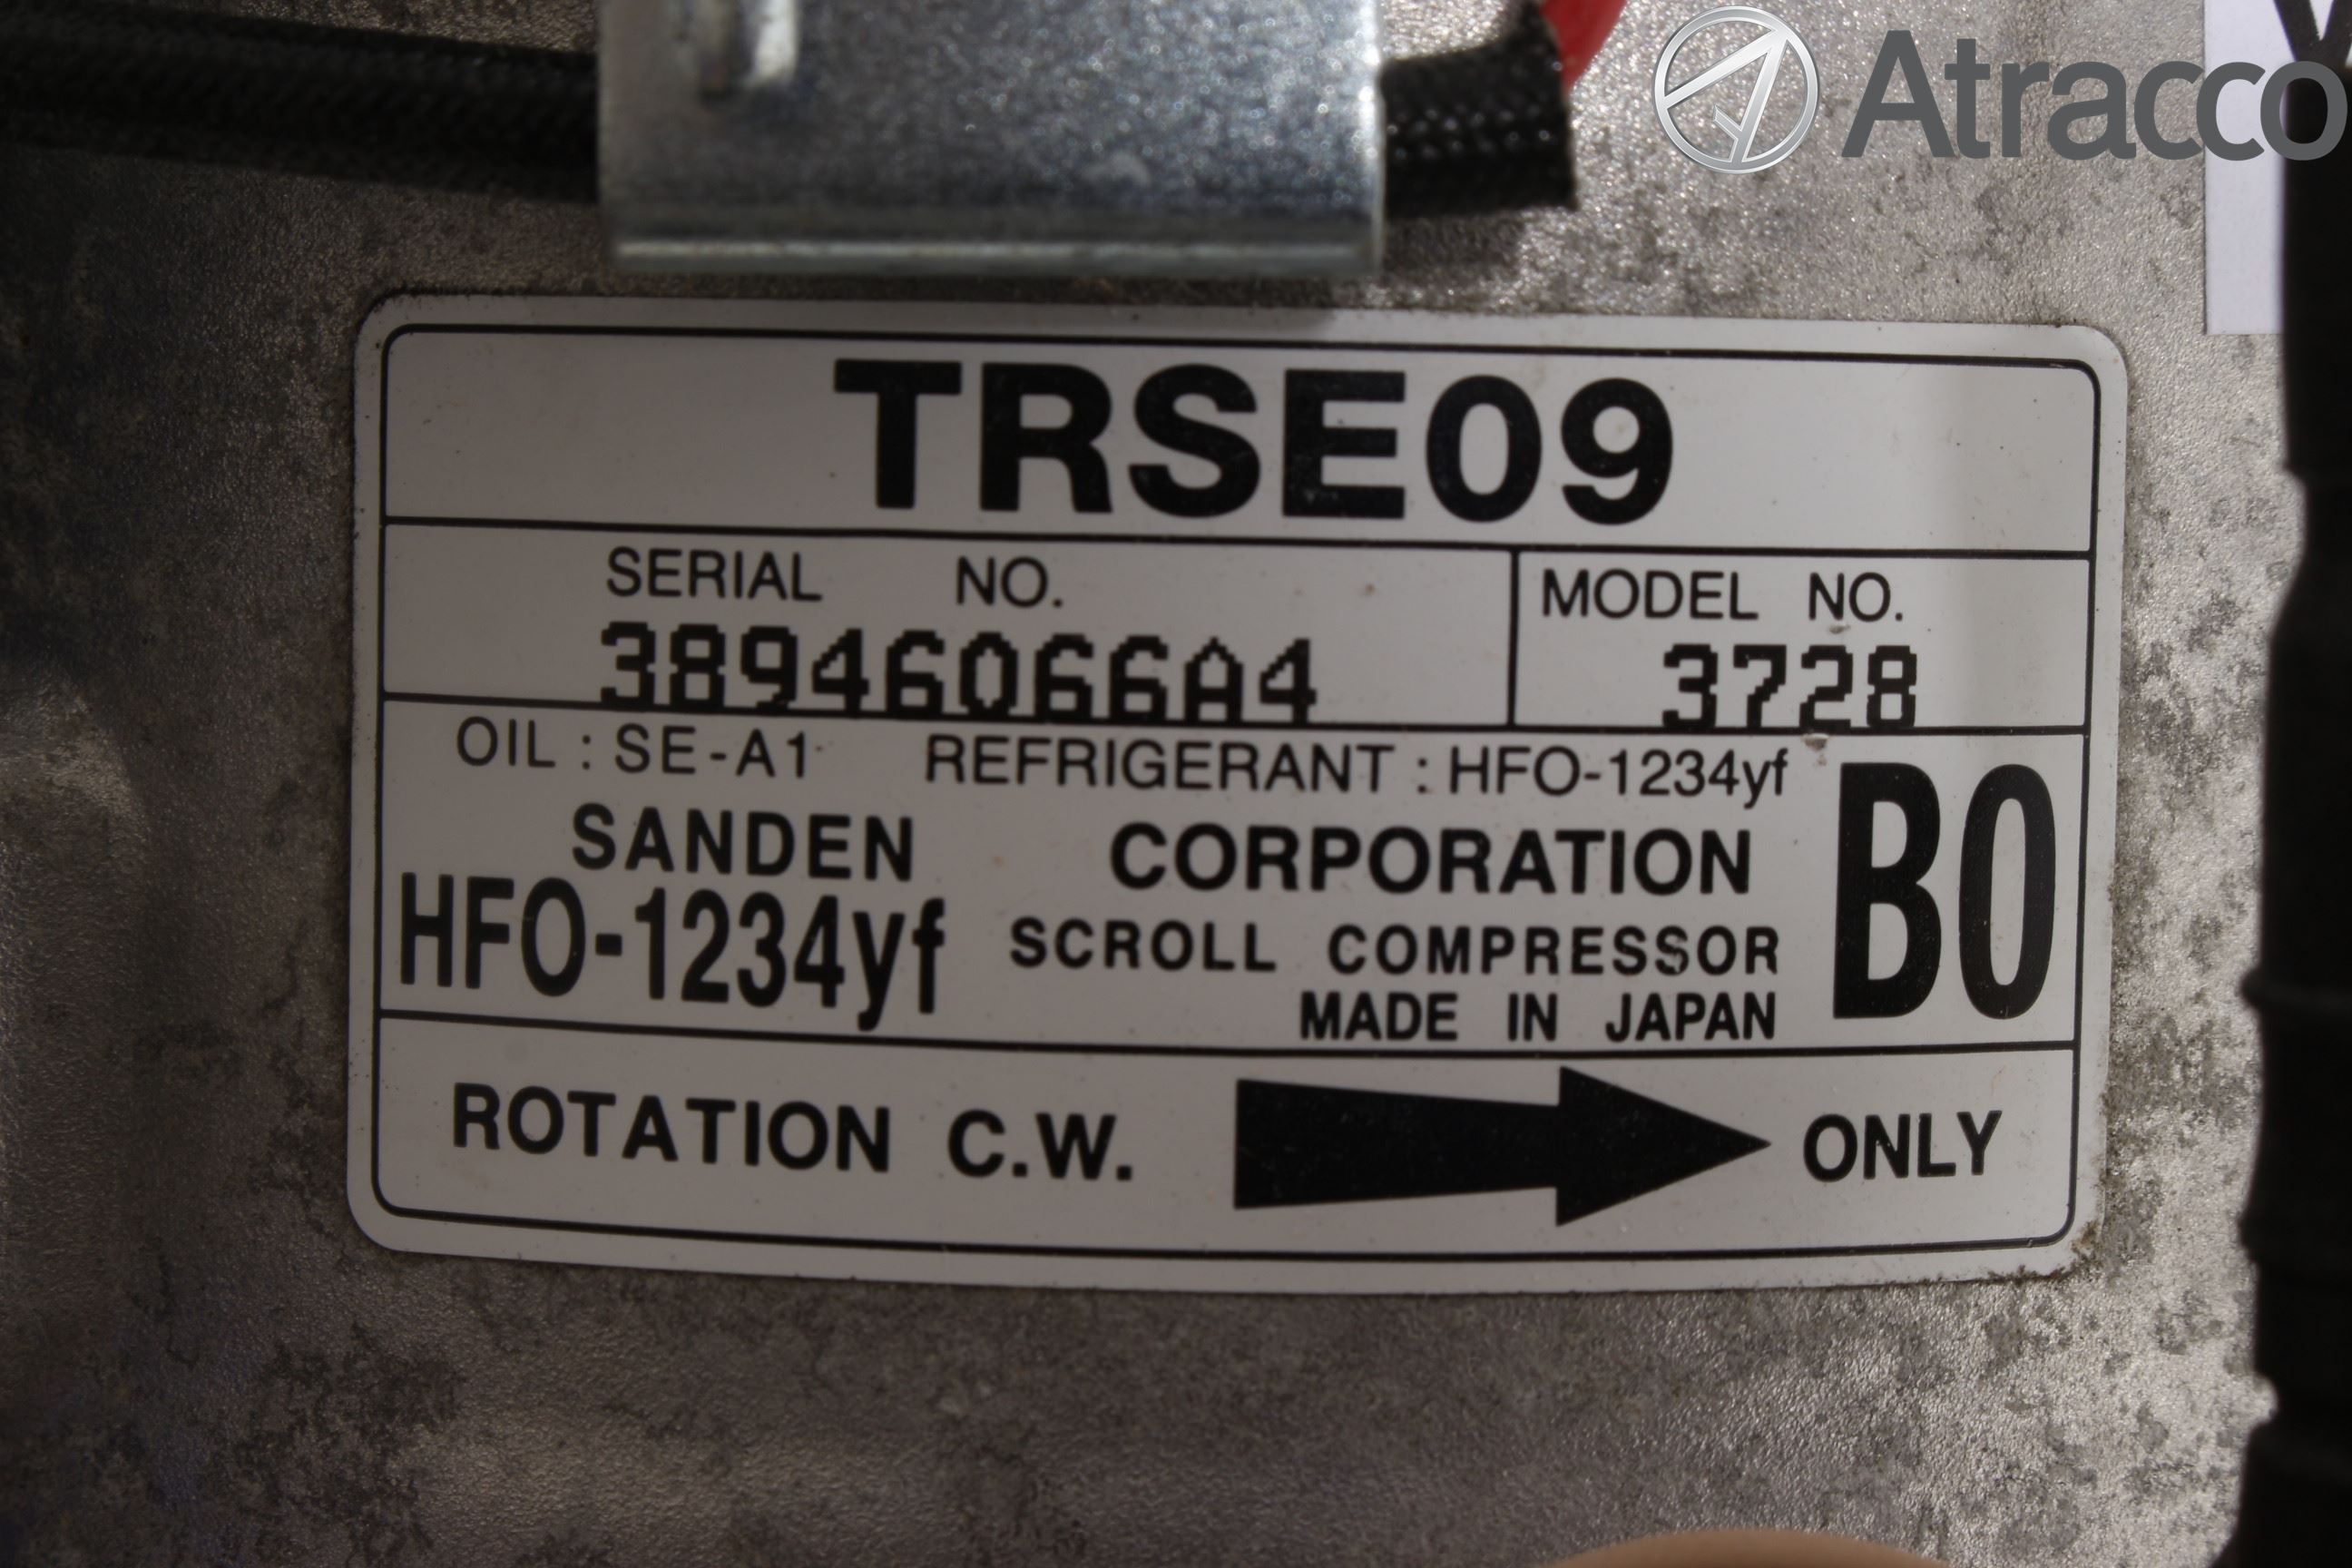 Atracco
TRSE09
SERIAL NO.
38946066A4
MODEL NO.
3728
OIL : SE-A1 REFRIGERANT : HFO-1234yf
SANDEN CORPORATION
HFO-1234yf
SCROLL COMPRESSOR
MADE IN JAPAN
B0
ROTATION C.W. ONLY